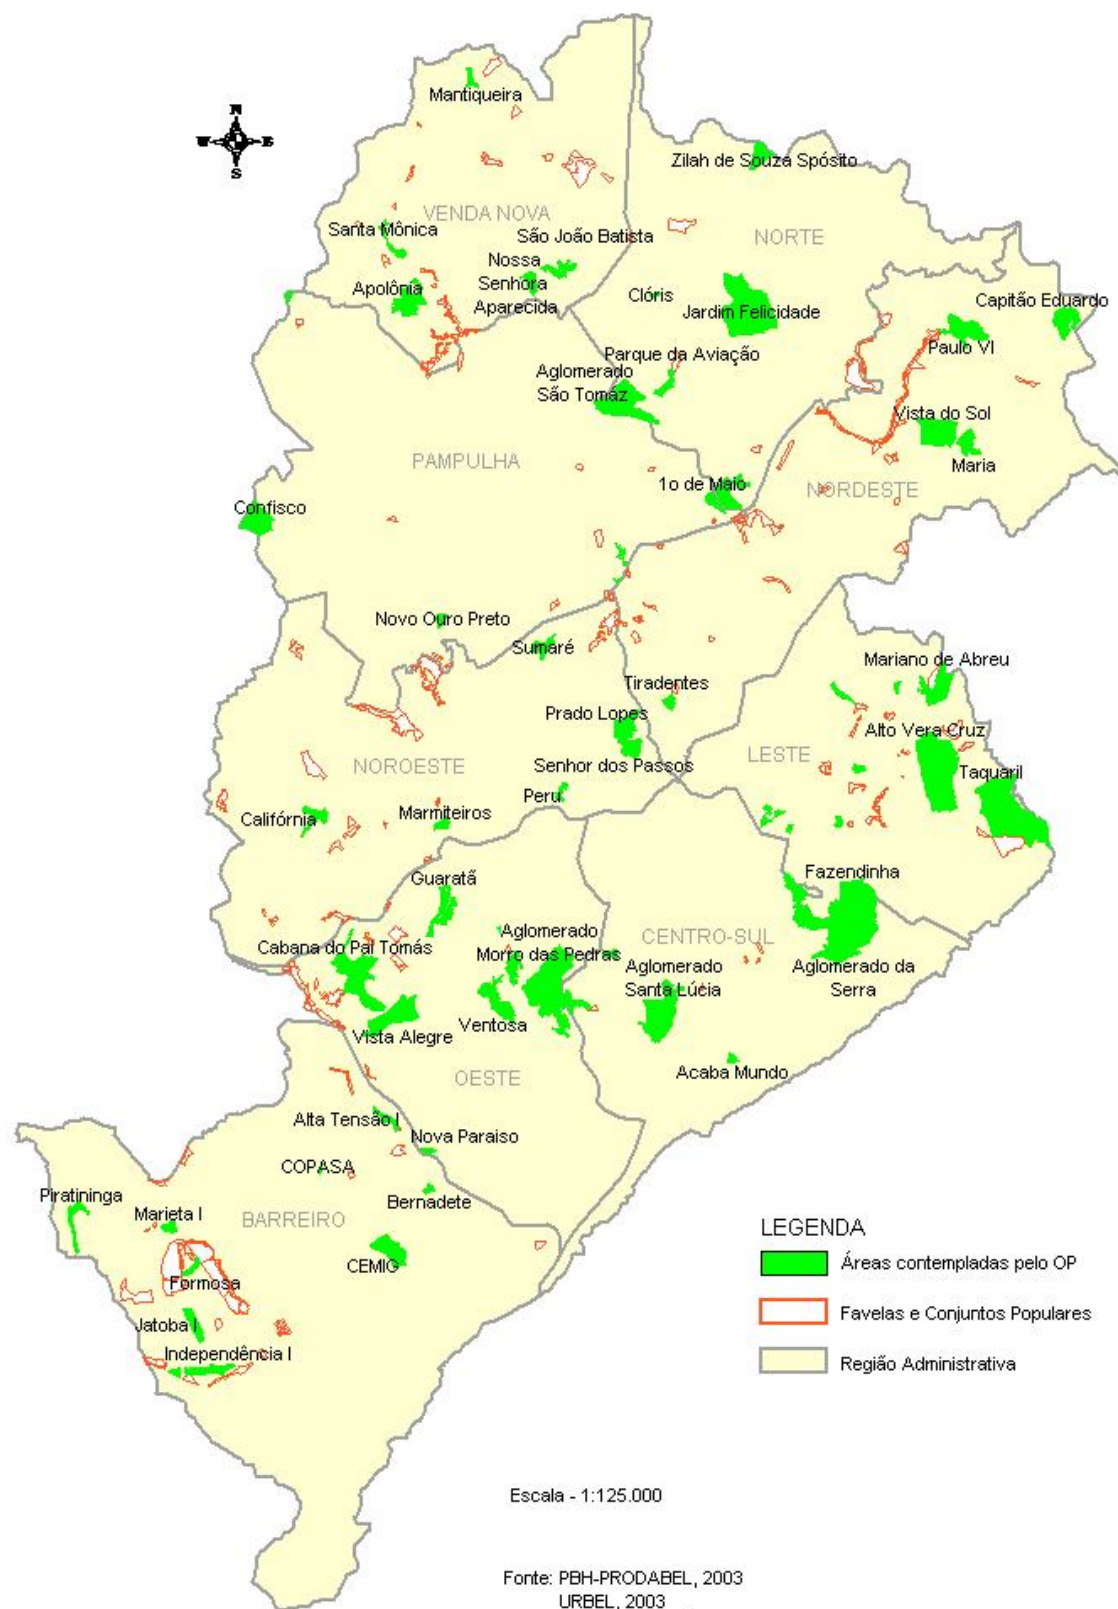 Mantiqueira
N
W E
S
Zilah de Souza Spósito
VENDA NOVA
Santa Mônica
São João Batista
NORTE
Nossa
Senhora
Aparecida
Apolônia
Clóris
Jardim Felicidade
Capitão Eduardo
Paulo VI
Parque da Aviação
Aglomerado
São Tomáz
Vista do Sol
Maria
PAMPULHA
1o de Maio
NORDESTE
Confisco
Novo Ouro Preto
Sumaré
Mariano de Abreu
Tiradentes
Prado Lopes
Alto Vera Cruz
LESTE
NOROESTE
Senhor dos Passos
Taquaril
Peru
Califórnia
Marmiteiros
Fazendinha
Guaratã
Aglomerado
Morro das Pedras
CENTRO-SUL
Cabana do Pai Tomás
Aglomerado
Santa Lúcia
Aglomerado da
Serra
Ventosa
Vista Alegre
Acaba Mundo
OESTE
Alta Tensão I
Nova Paraiso
COPASA
Bernadete
Piratininga
Marieta I
BARREIRO
CEMIG
Formosa
Jatoba I
Independência I
LEGENDA
Áreas contempladas pelo OP
Favelas e Conjuntos Populares
Região Administrativa
Escala - 1:125.000
Fonte: PBH-PRODABEL, 2003
URBEL, 2003